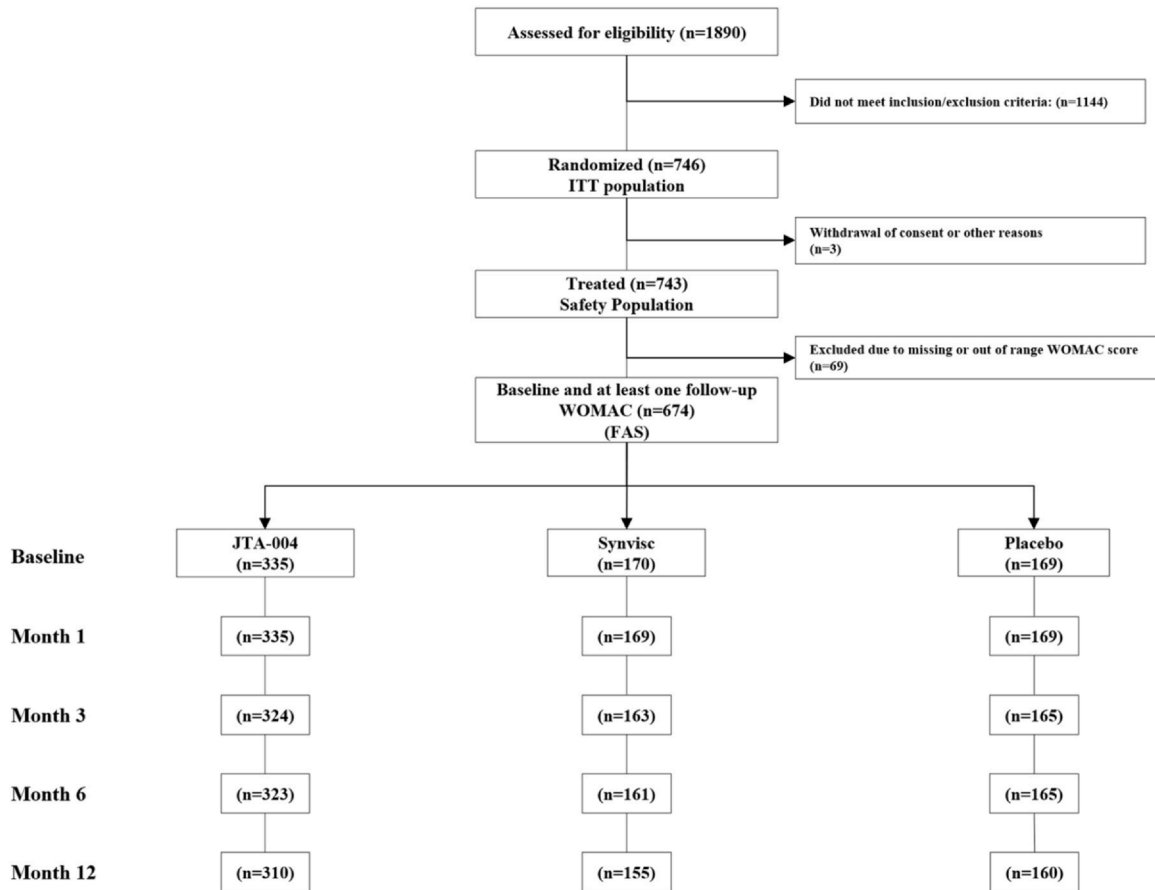 Assessed for eligibility (n=1890)
Did not meet inclusion/exclusion criteria: (n=1144)
Randomized (n=746)
ITT population
Withdrawal of consent or other reasons
(n=3)
Treated (n=743)
Safety Population
Excluded due to missing or out of range WOMAC score
(n=69)
Baseline and at least one follow-up
WOMAC (n=674)
(FAS)
Baseline
JTA-004
(n=335)
Synvisc
(n=170)
Placebo
(n=169)
Month 1
(n=335)
(n=169)
(n=169)
Month 3
(n=324)
(n=163)
(n=165)
Month 6
(n=323)
(n=161)
(n=165)
Month 12
(n=310)
(n=155)
(n=160)